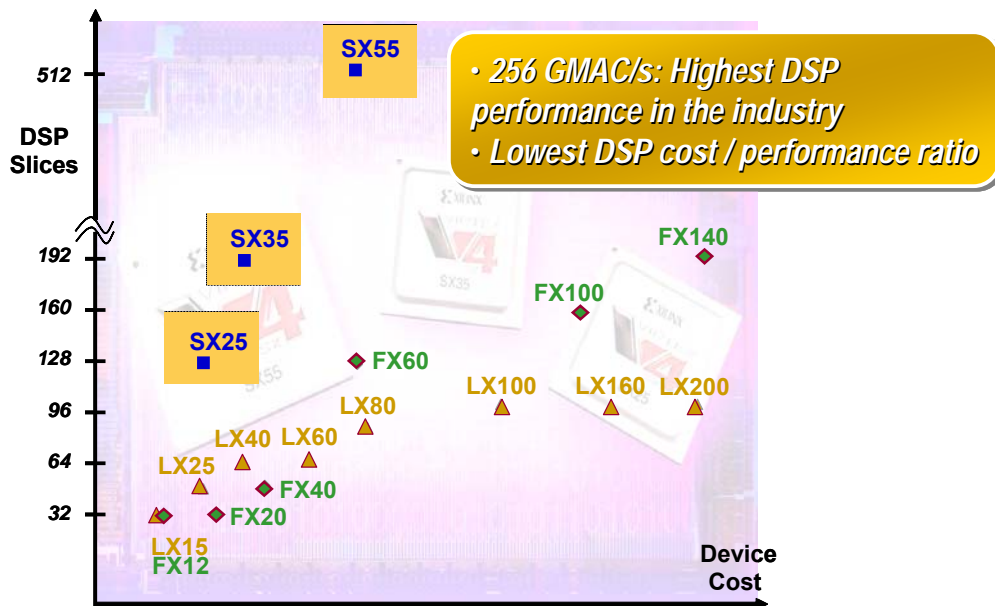 SX55
512
• 256 GMAC/s: Highest DSP
performance in the industry
• Lowest DSP cost / performance ratio
DSP
Slices
SX35
192
FX140
XILINX
SX35
FX100
160
SX25
128
FX60
SX55
LX100
LX160
LX200
96
LX80
LX40
LX60
64
LX25
FX40
32
FX20
LX15
FX12
Device
Cost